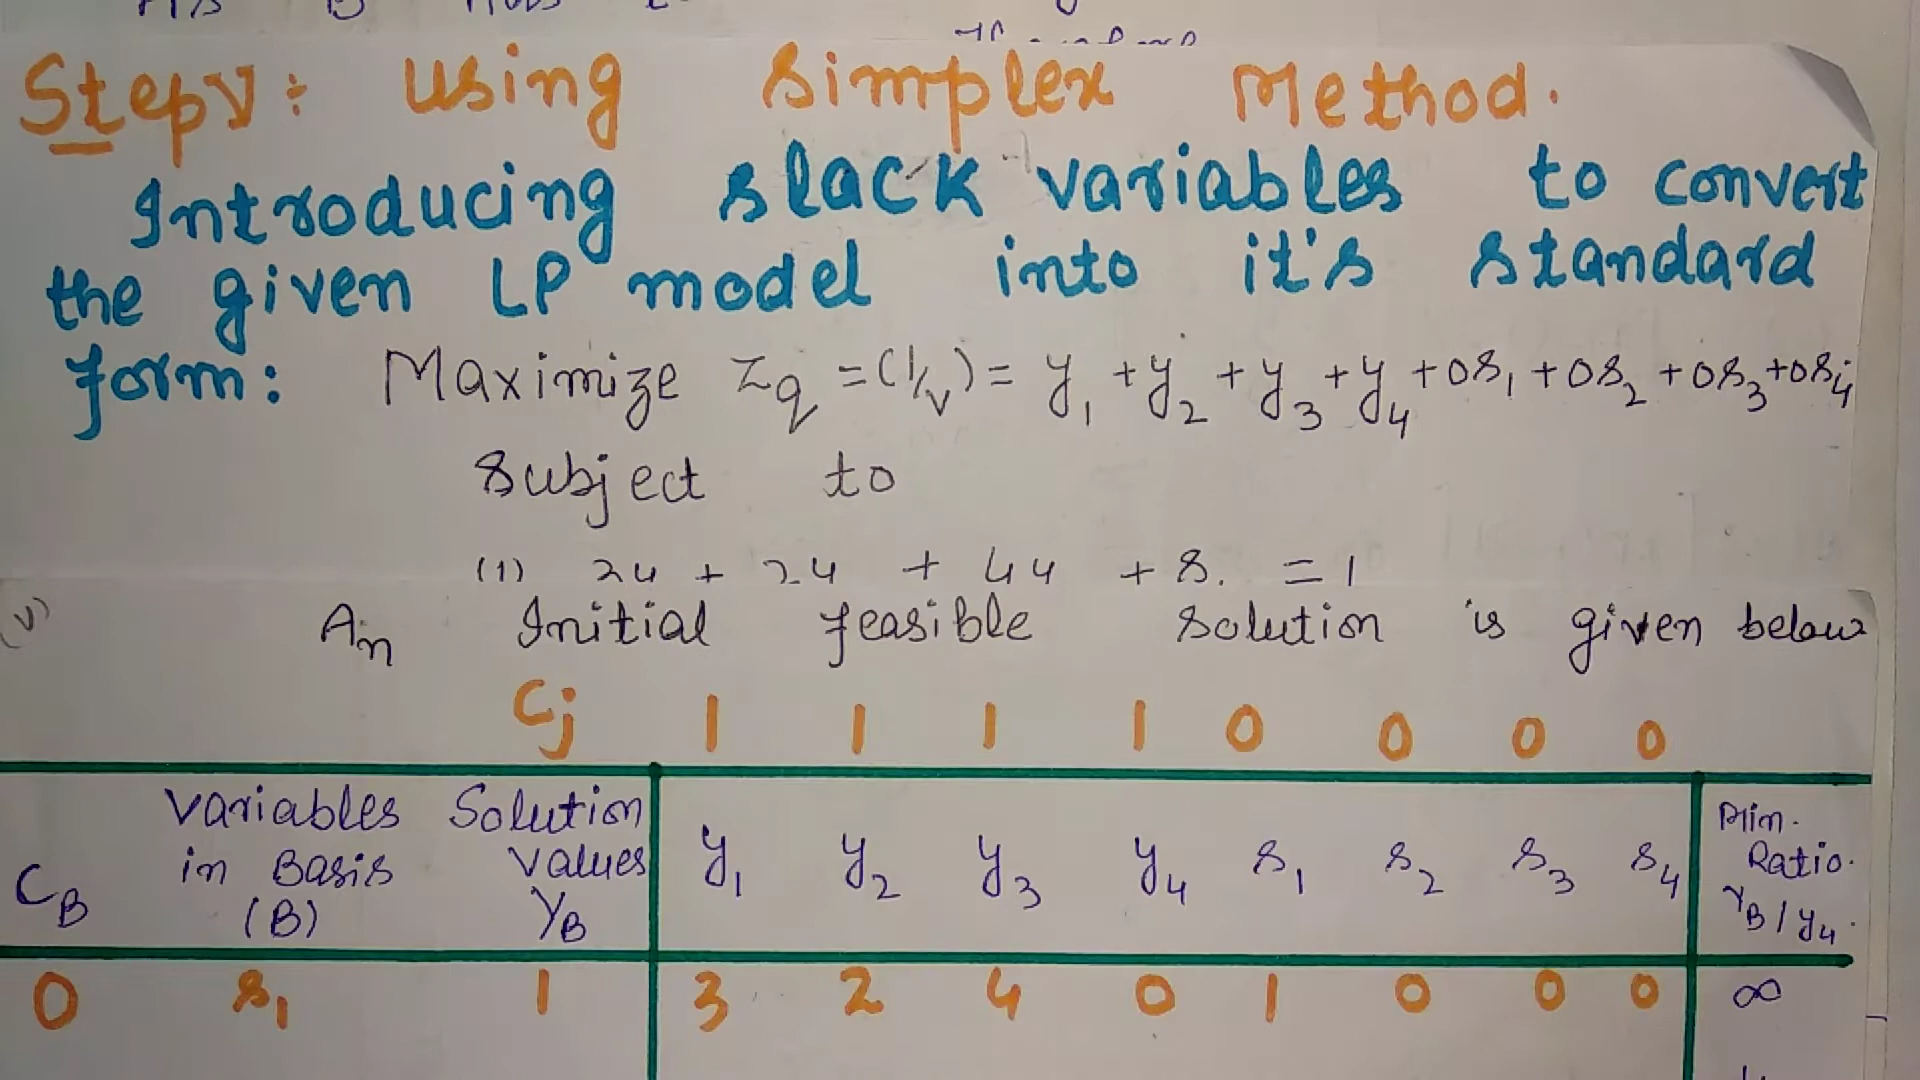 Step V: using simplex Method.
Introducing slack variables to convert
the given LP model into it's standard
form: Maximize Zq = (1/v) = y1 + y2 + y3 + y4 + 0s1 + 0s2 + 0s3 + 0s4
subject to
(1) + + + s = 1
(v) An Initial feasible solution is given below
Cj 1 1 1 1 0 0 0 0
Variables Solution
in Basis values Min.
CB (B) YB y1 y2 y3 y4 s1 s2 s3 s4 Ratio.
YB / y4.
0 s1 1 3 2 4 0 1 0 0 0 ∞